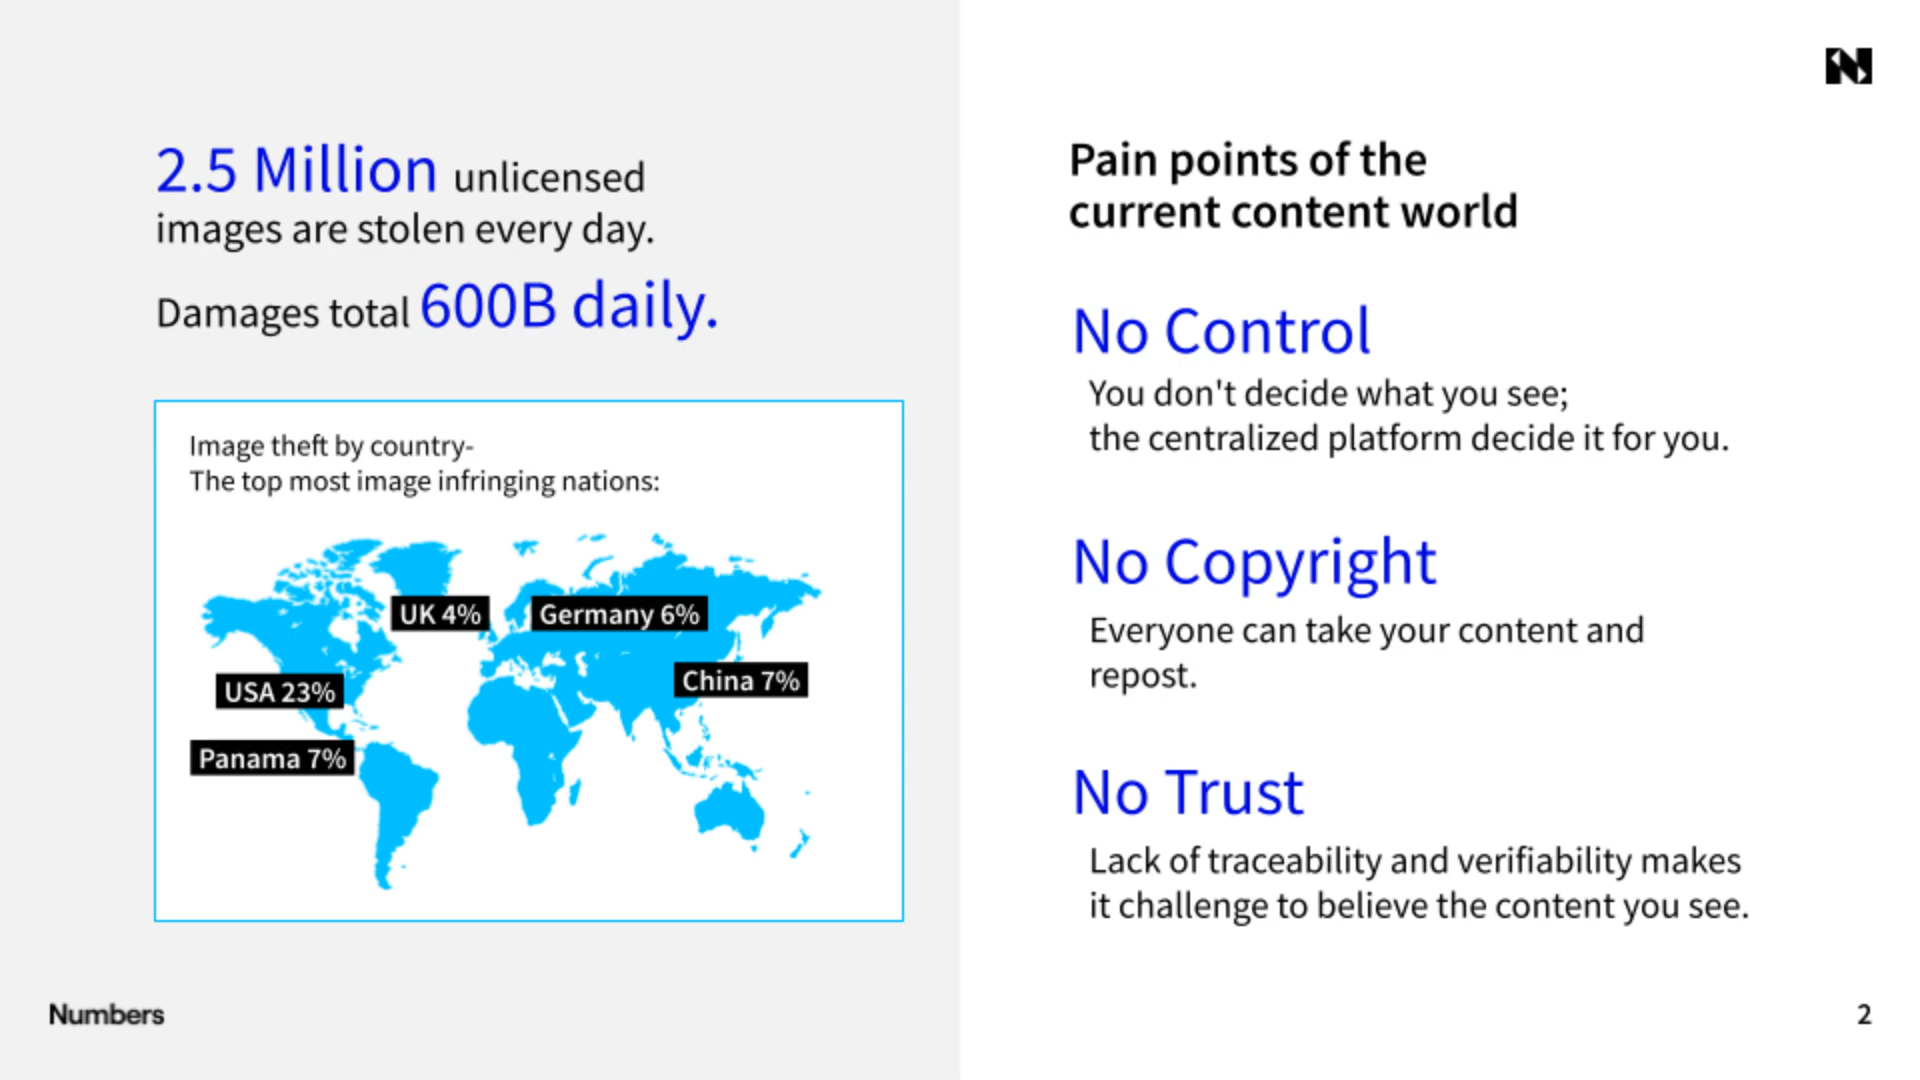 2.5 Million unlicensed
images are stolen every day.
Damages total 600B daily.
Image theft by country-
The top most image infringing nations:
UK 4%
Germany 6%
USA 23%
China 7%
Panama 7%
Numbers
Pain points of the
current content world
No Control
You don't decide what you see;
the centralized platform decide it for you.
No Copyright
Everyone can take your content and
repost.
No Trust
Lack of traceability and verifiability makes
it challenge to believe the content you see.
2